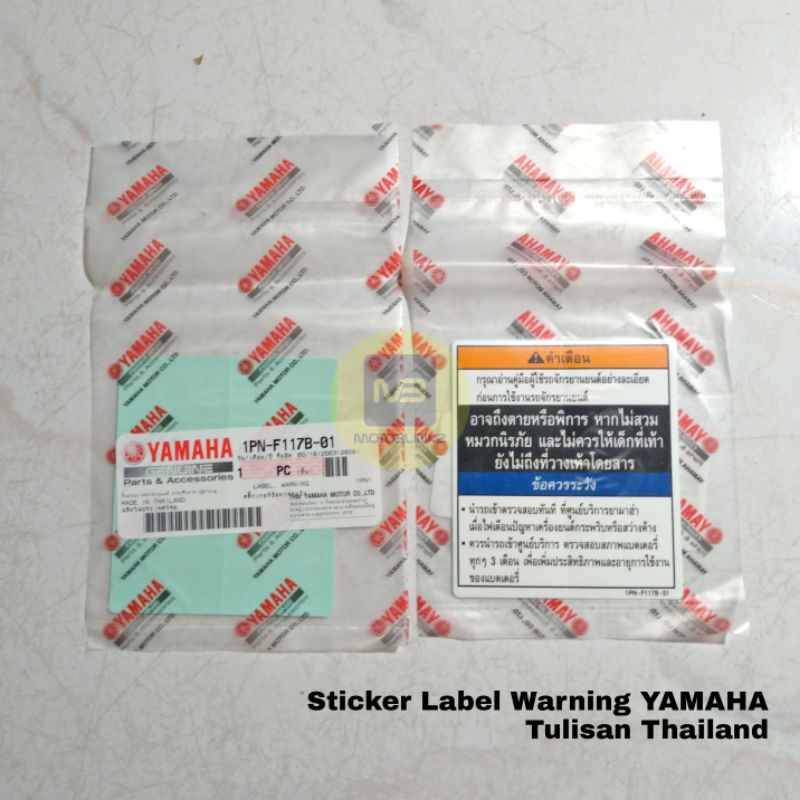 YAMAHA
GENUINE
Parts & Accessories
1PN-F117B-01
1 PC
LABEL, WARNING
1PN1
MADE IN THAILAND
THAI YAMAHA MOTOR CO.,LTD
คำเตือน
กรุณาอ่านคู่มือผู้ใช้รถจักรยานยนต์อย่างละเอียด
ก่อนการใช้งานรถจักรยานยนต์
อาจถึงตายหรือพิการ หากไม่สวม
หมวกนิรภัย และไม่ควรให้เด็กที่เท้า
ยังไม่ถึงที่วางเท้าโดยสาร
ข้อควรระวัง
• นำรถเข้าตรวจสอบทันที ที่ศูนย์บริการยามาฮ่า
เมื่อไฟเตือนปัญหาเครื่องยนต์กระพริบหรือสว่างค้าง
• ควรนำรถเข้าศูนย์บริการ ตรวจสอบสภาพแบตเตอรี่
ทุกๆ 3 เดือน เพื่อเพิ่มประสิทธิภาพและอายุการใช้งาน
ของแบตเตอรี่
1PN-F117B-01
MB
Sticker Label Warning YAMAHA
Tulisan Thailand